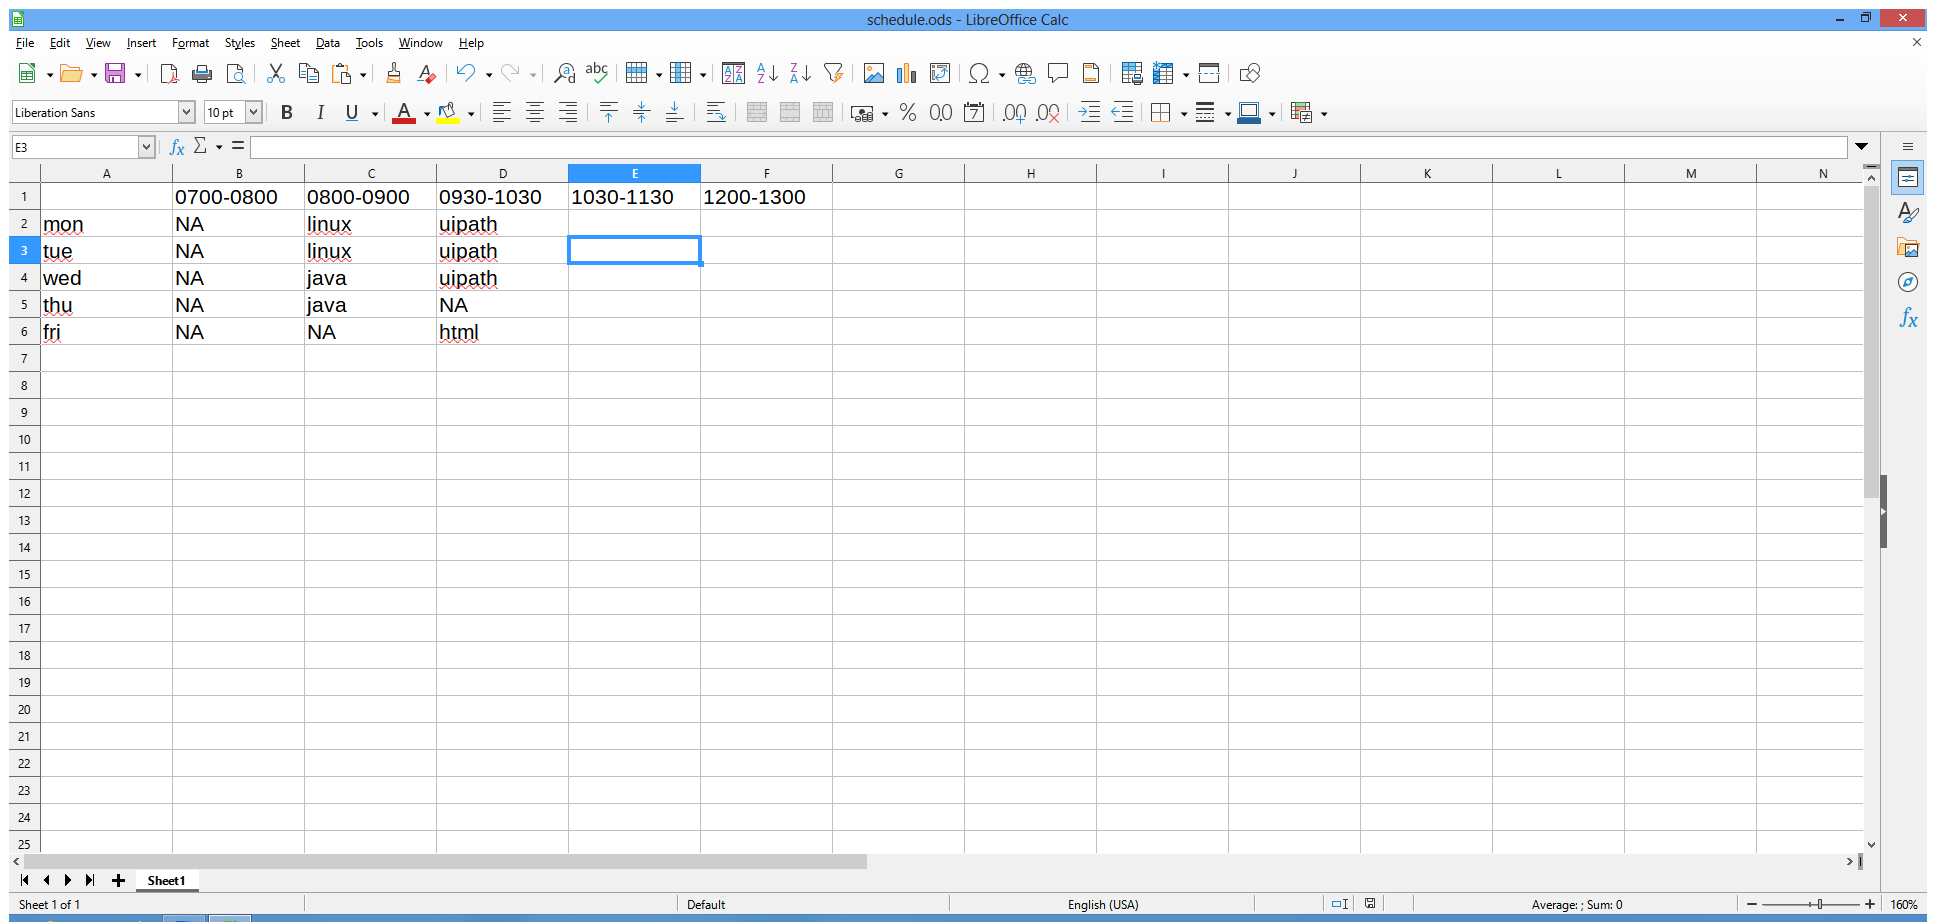 schedule.ods - LibreOffice Calc
File Edit View Insert Format Styles Sheet Data Tools Window Help
Liberation Sans 10 pt
E3
A B C D E F G H I J K L M N
1 0700-0800 0800-0900 0930-1030 1030-1130 1200-1300
2 mon NA linux uipath
3 tue NA linux uipath
4 wed NA java uipath
5 thu NA java NA
6 fri NA NA html
7
8
9
10
11
12
13
14
15
16
17
18
19
20
21
22
23
24
25
Sheet1
Sheet 1 of 1 Default English (USA) Average: ; Sum: 0 160%